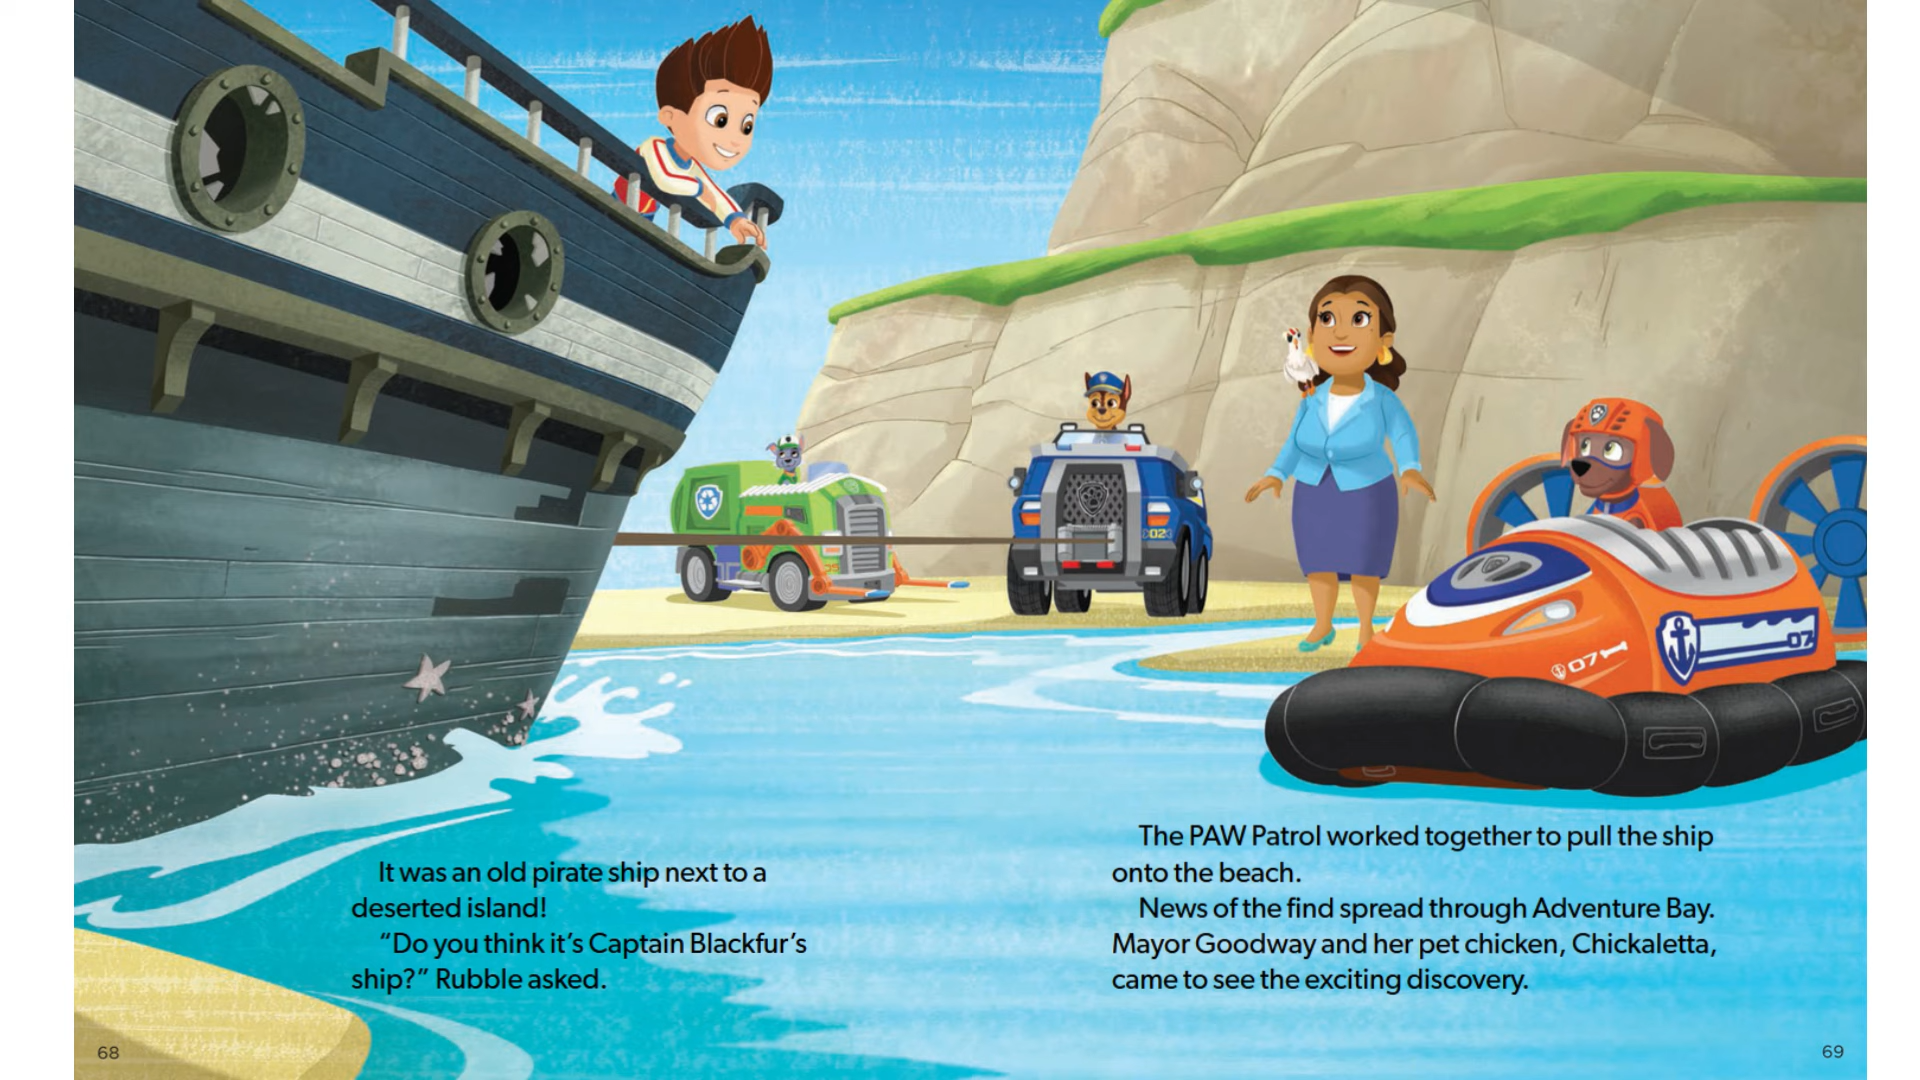 It was an old pirate ship next to a
deserted island!
“Do you think it’s Captain Blackfur’s
ship?” Rubble asked.
68
The PAW Patrol worked together to pull the ship
onto the beach.
News of the find spread through Adventure Bay.
Mayor Goodway and her pet chicken, Chickaletta,
came to see the exciting discovery.
69
07
07